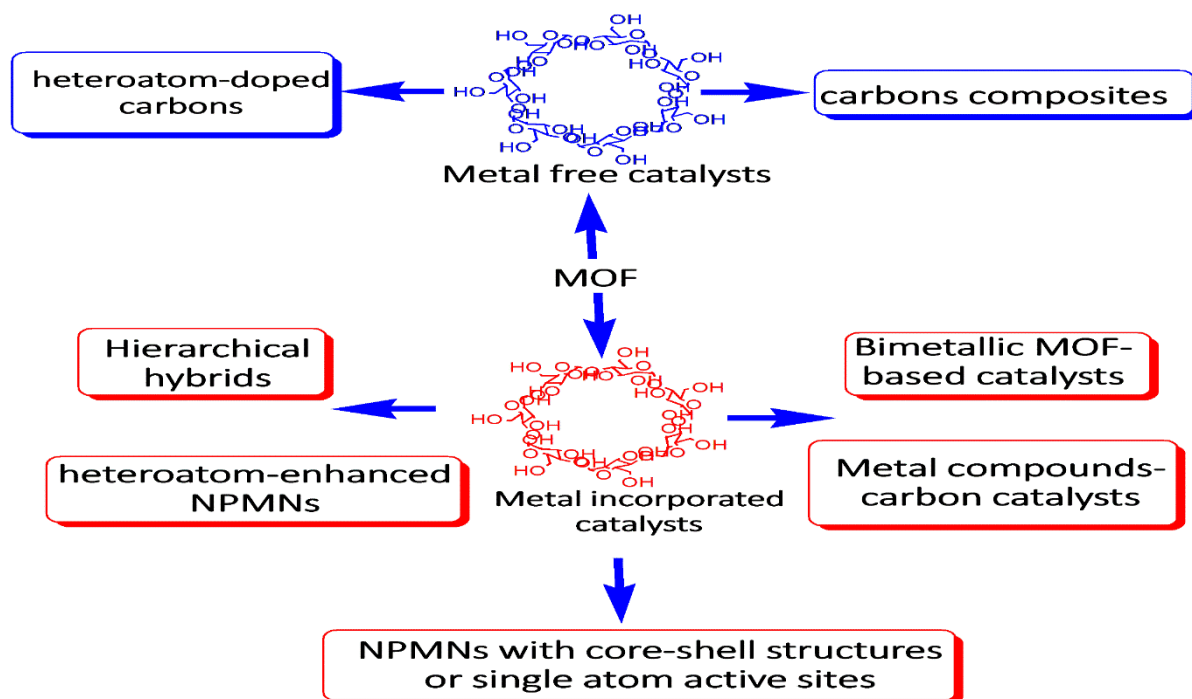 heteroatom-doped
carbons
carbons composites
Metal free catalysts
MOF
Hierarchical
hybrids
Bimetallic MOF-
based catalysts
heteroatom-enhanced
NPMNs
Metal incorporated
catalysts
Metal compounds-
carbon catalysts
NPMNs with core-shell structures
or single atom active sites